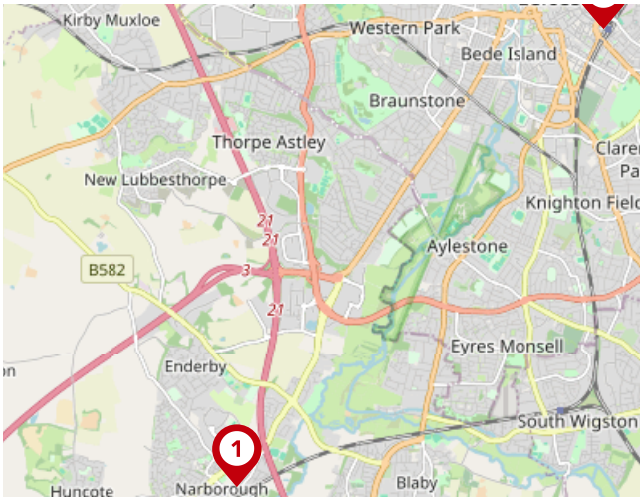 Kirby Muxloe
Western Park
Bede Island
Braunstone
Thorpe Astley
New Lubbesthorpe
Knighton Field
21
21
Aylestone
B582
3
21
Eyres Monsell
Enderby
South Wigston
1
Narborough
Huncote
Blaby